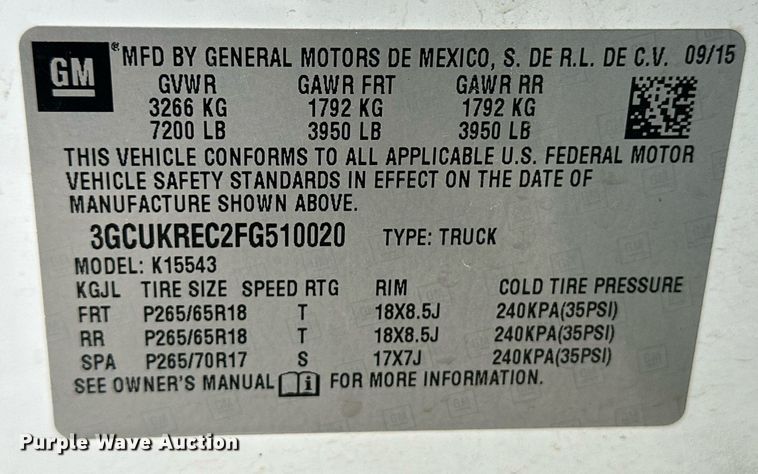 GM ® MFD BY GENERAL MOTORS DE MEXICO, S. DE R.L. DE C.V. 09/15
GVWR GAWR FRT GAWR RR
3266 KG 1792 KG 1792 KG
7200 LB 3950 LB 3950 LB
THIS VEHICLE CONFORMS TO ALL APPLICABLE U.S. FEDERAL MOTOR
VEHICLE SAFETY STANDARDS IN EFFECT ON THE DATE OF
MANUFACTURE SHOWN ABOVE.
3GCUKREC2FG510020 TYPE: TRUCK
MODEL: K15543
KGJL TIRE SIZE SPEED RTG RIM COLD TIRE PRESSURE
FRT P265/65R18 T 18X8.5J 240KPA(35PSI)
RR P265/65R18 T 18X8.5J 240KPA(35PSI)
SPA P265/70R17 S 17X7J 240KPA(35PSI)
SEE OWNER'S MANUAL i FOR MORE INFORMATION.
Purple Wave Auction